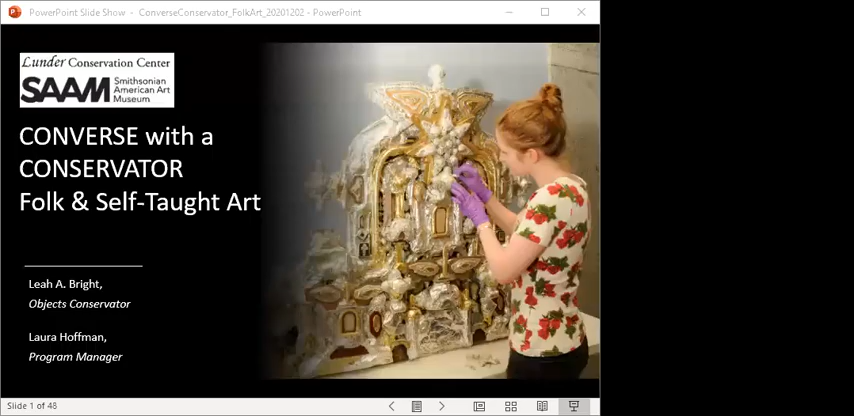 PowerPoint Slide Show - ConverseConservator_FolkArt_20201202 - PowerPoint
Lunder Conservation Center
SAAM
Smithsonian
American Art
Museum
CONVERSE with a
CONSERVATOR
Folk & Self-Taught Art
Leah A. Bright,
Objects Conservator
Laura Hoffman,
Program Manager
Slide 1 of 48